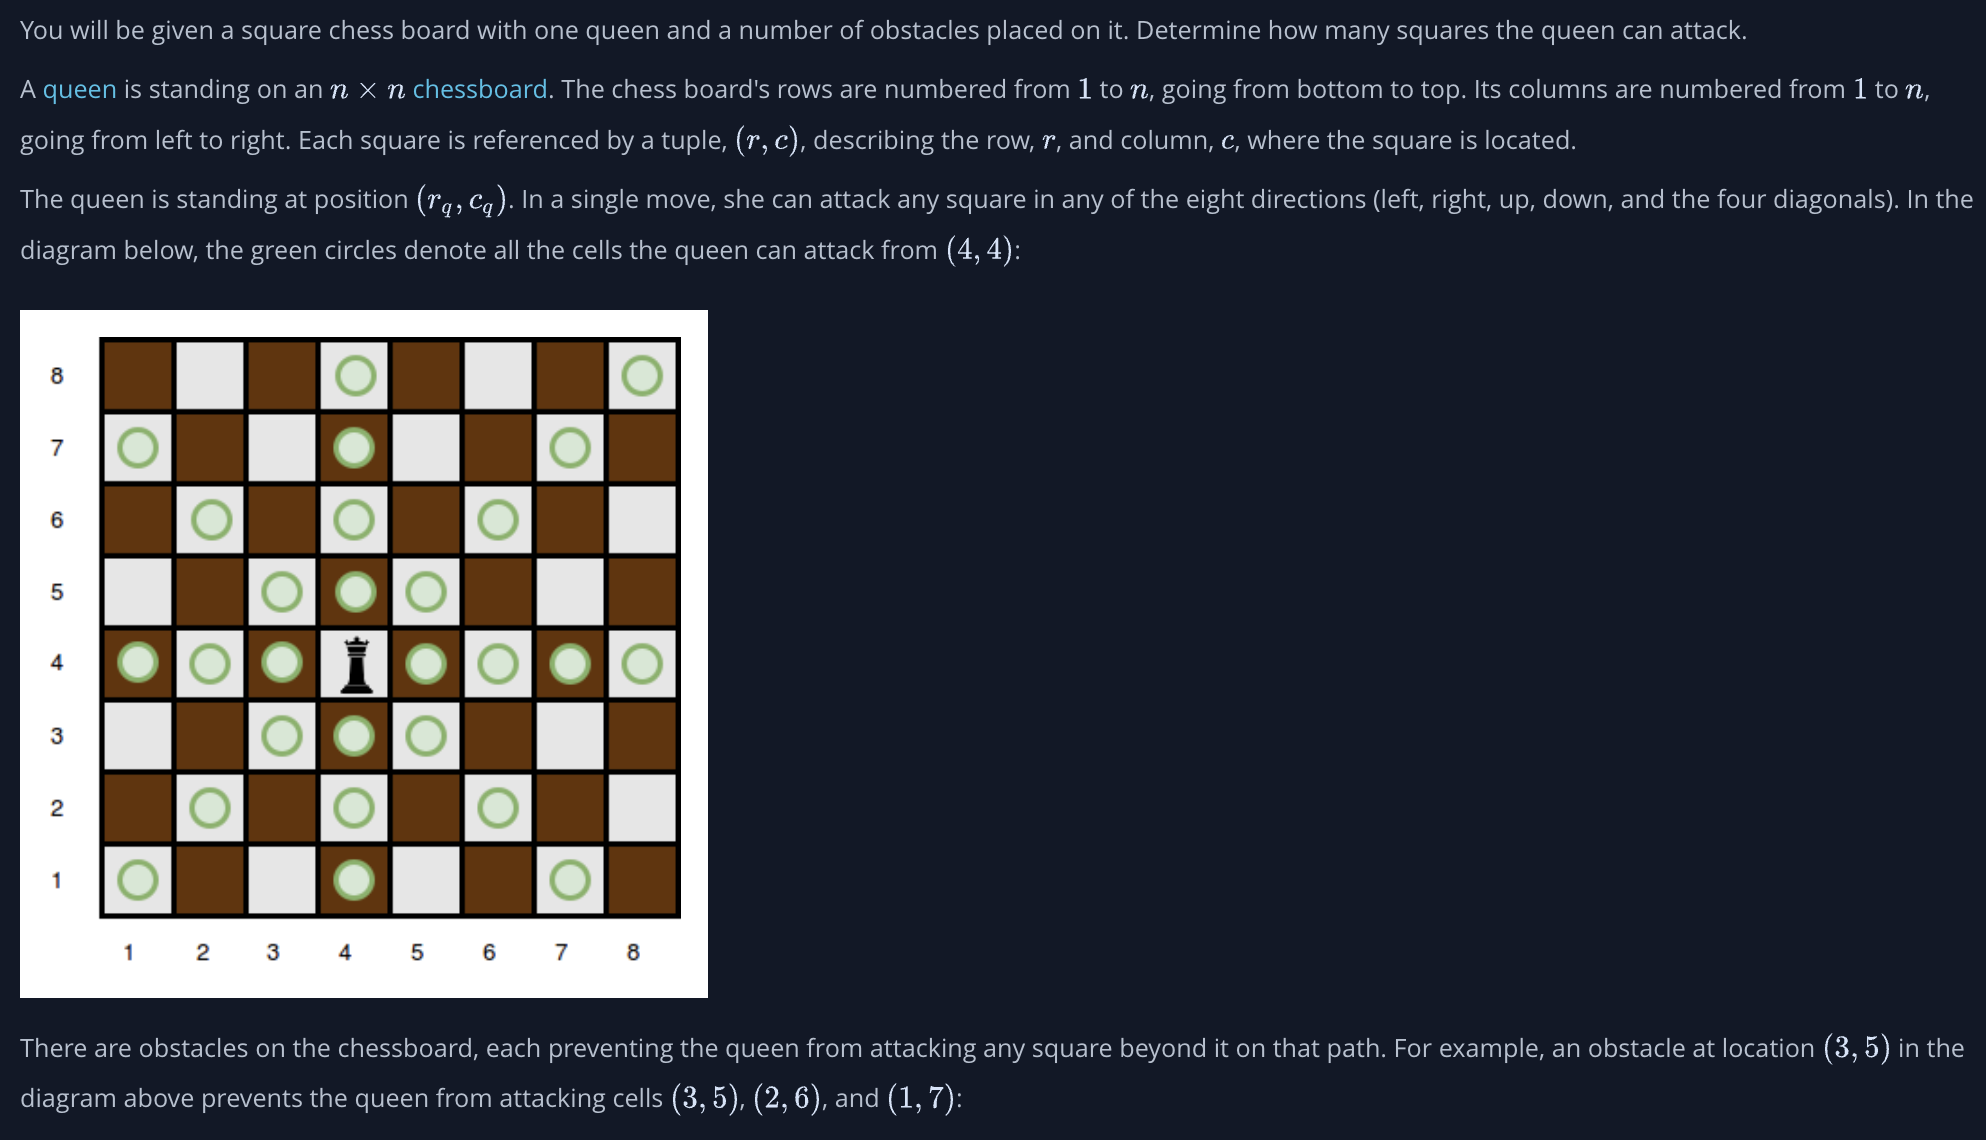 You will be given a square chess board with one queen and a number of obstacles placed on it. Determine how many squares the queen can attack.
A queen is standing on an n × n chessboard. The chess board's rows are numbered from 1 to n, going from bottom to top. Its columns are numbered from 1 to n,
going from left to right. Each square is referenced by a tuple, (r, c), describing the row, r, and column, c, where the square is located.
The queen is standing at position (r_q, c_q). In a single move, she can attack any square in any of the eight directions (left, right, up, down, and the four diagonals). In the
diagram below, the green circles denote all the cells the queen can attack from (4, 4):
8
7
6
5
4
3
2
1
1 2 3 4 5 6 7 8
There are obstacles on the chessboard, each preventing the queen from attacking any square beyond it on that path. For example, an obstacle at location (3, 5) in the
diagram above prevents the queen from attacking cells (3, 5), (2, 6), and (1, 7):